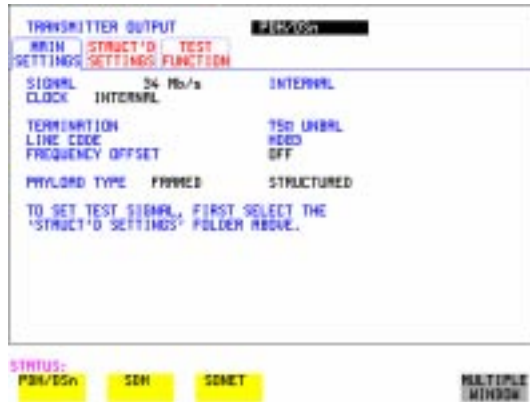 TRANSMITTER OUTPUT PDH/DSn
MAIN SETTINGS STRUCT'D SETTINGS TEST FUNCTION
SIGNAL 34 Mb/s INTERNAL
CLOCK INTERNAL
TERMINATION 75Ω UNBAL
LINE CODE HDB3
FREQUENCY OFFSET OFF
PAYLOAD TYPE FRAMED STRUCTURED
TO SET TEST SIGNAL, FIRST SELECT THE
'STRUCT'D SETTINGS' FOLDER ABOVE.
STATUS:
PDH/DSn SDH SONET MULTIPLE WINDOW